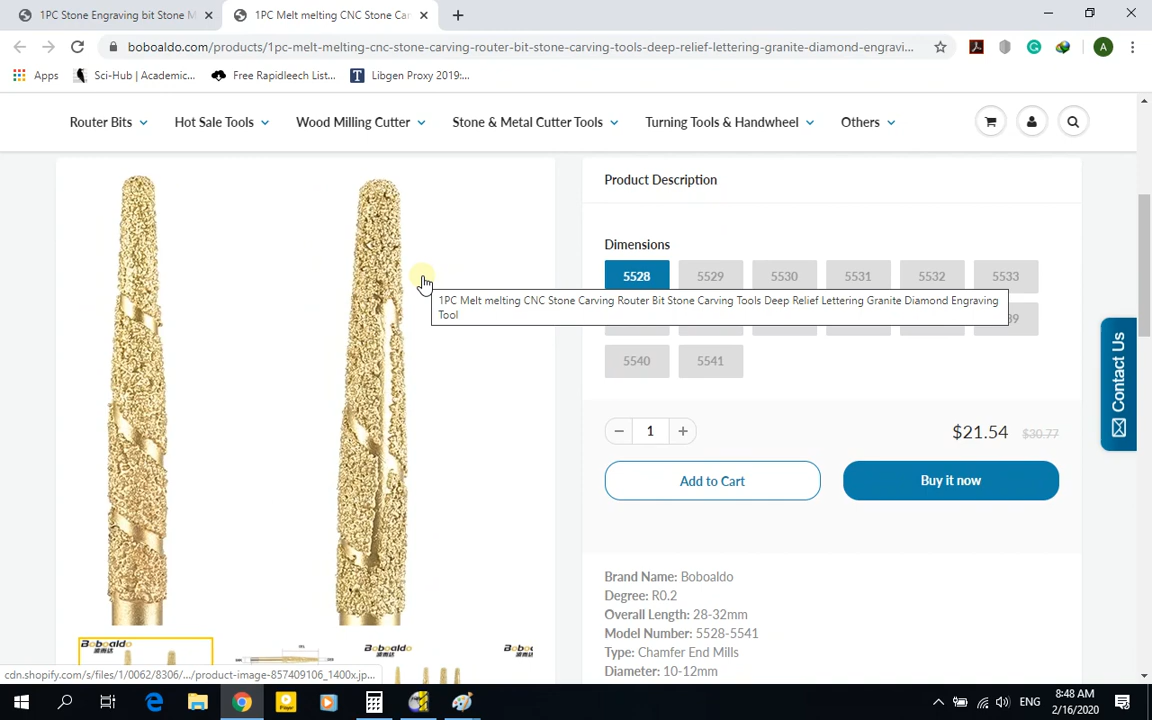 1PC Stone Engraving bit Stone M
1PC Melt melting CNC Stone Car
boboaldo.com/products/1pc-melt-melting-cnc-stone-carving-router-bit-stone-carving-tools-deep-relief-lettering-granite-diamond-engravi...
A
Apps
Sci-Hub | Academic...
Free Rapidleech List...
T
Libgen Proxy 2019:...
Router Bits
Hot Sale Tools
Wood Milling Cutter
Stone & Metal Cutter Tools
Turning Tools & Handwheel
Others
Product Description
Dimensions
5528 5529 5530 5531 5532 5533
1PC Melt melting CNC Stone Carving Router Bit Stone Carving Tools Deep Relief Lettering Granite Diamond Engraving
Tool
39
5540 5541
Contact Us
− 1 +
$21.54 $30.77
Add to Cart
Buy it now
Brand Name: Boboaldo
Degree: R0.2
Overall Length: 28-32mm
Model Number: 5528-5541
Type: Chamfer End Mills
Diameter: 10-12mm
Boboaldo
Boboaldo
Bob
cdn.shopify.com/s/files/1/0062/8306/.../product-image-857409106_1400x.jp...
ENG
8:48 AM
2/16/2020